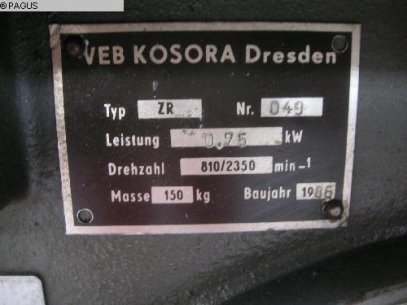 © PAGUS
VEB KOSORA Dresden
Typ ZR Nr. 049
Leistung 0.75 kW
Drehzahl 810/2350 min-1
Masse 150 kg Baujahr 1986